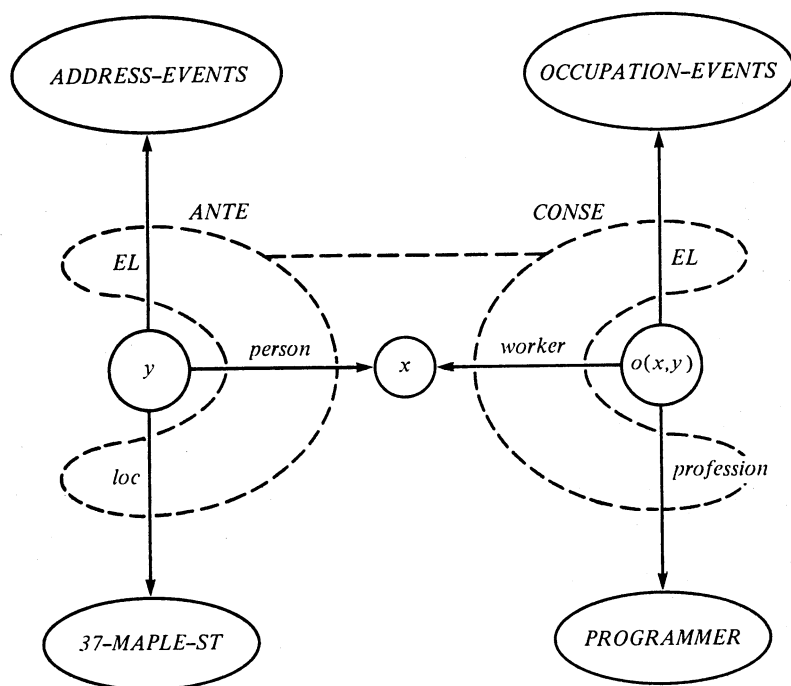 ADDRESS–EVENTS
OCCUPATION–EVENTS
ANTE
CONSE
EL
EL
y
person
x
worker
o(x,y)
loc
profession
37–MAPLE–ST
PROGRAMMER